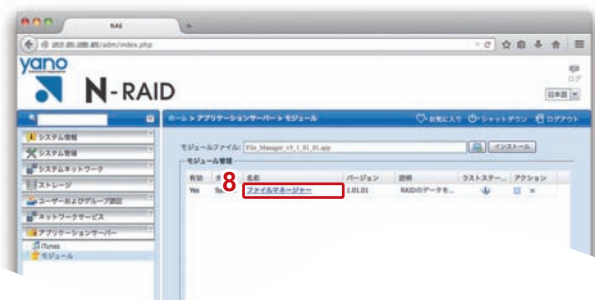 NAS
/adm/index.php
yano
N-RAID
ログ
日本語
ホーム > アプリケーションサーバー > モジュール
お気に入り シャットダウン ログアウト
システム情報
システム管理
システムネットワーク
ストレージ
ユーザーおよびグループ認証
ネットワークサービス
アプリケーションサーバー
iTunes
モジュール
モジュールファイル: File_Manager_v5_1_01_01.app インストール
モジュール管理
有効 名前 バージョン 説明 ラストステー... アクション
8
Yes ファイルマネージャー 1.01.01 RAIDのデータを...